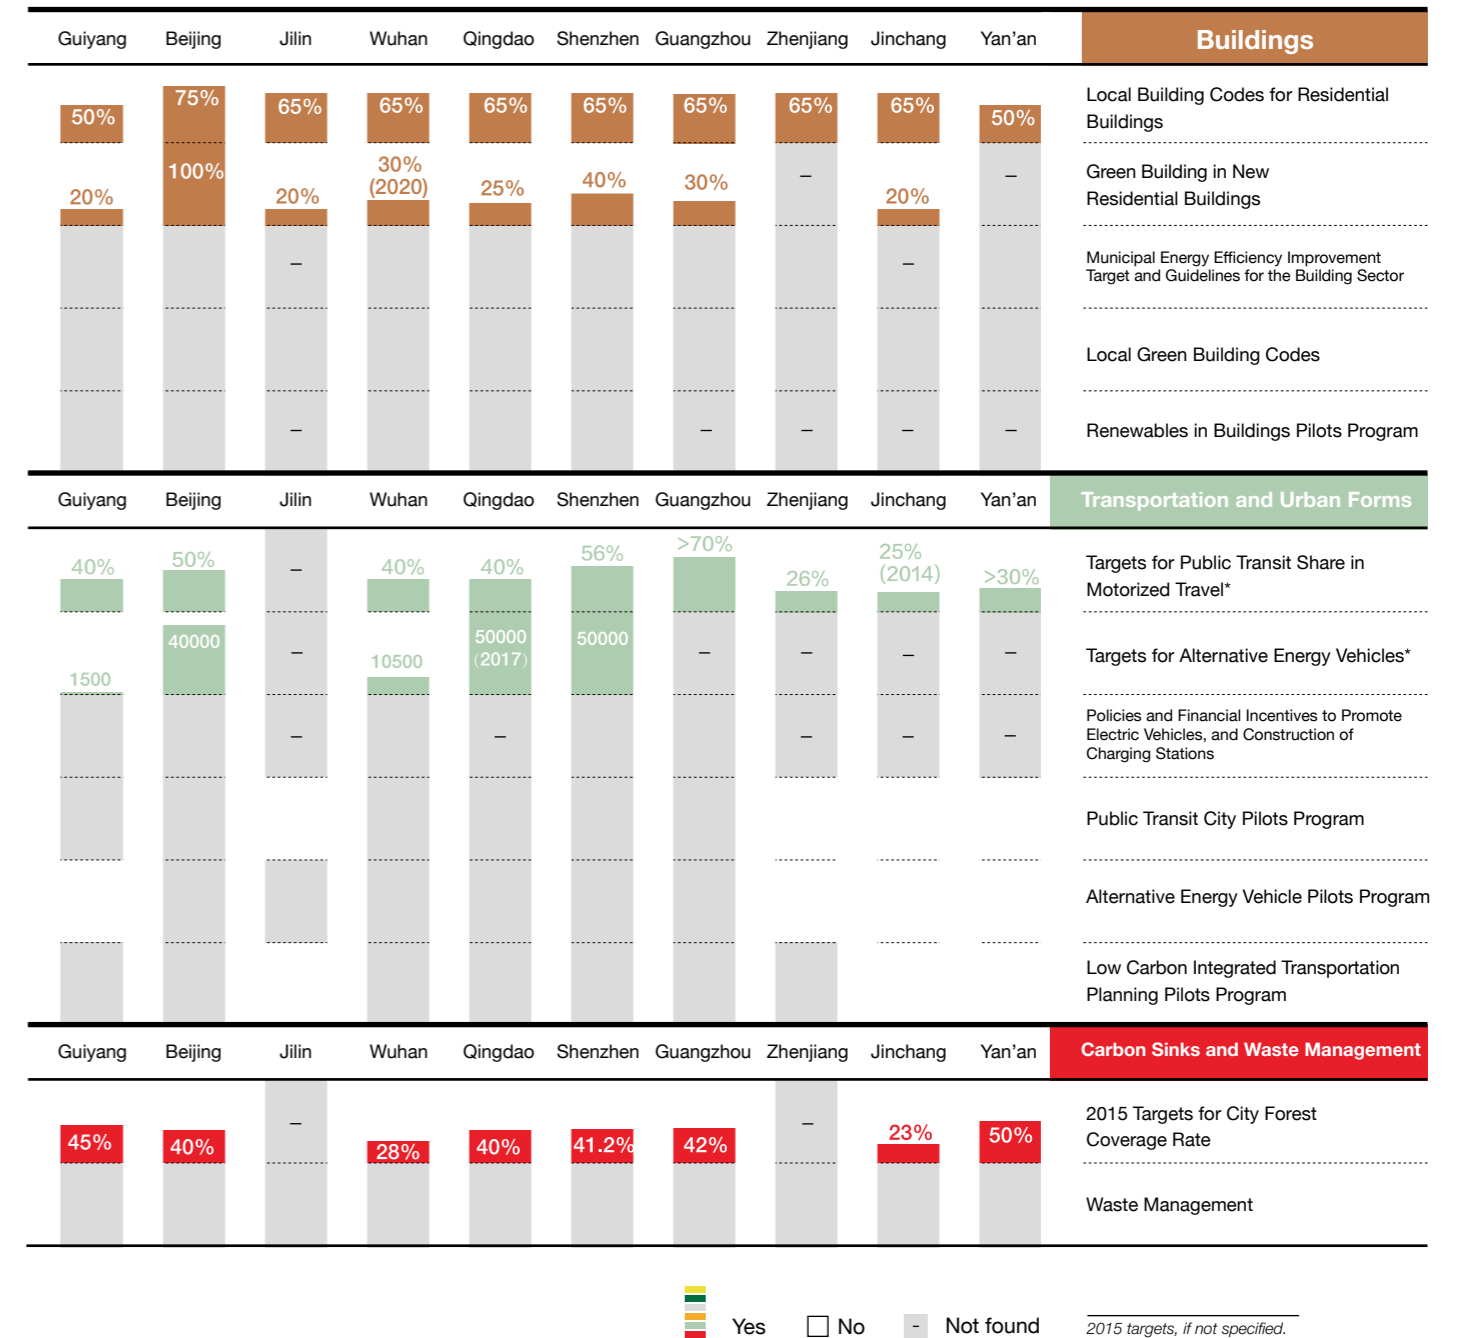 Guiyang Beijing Jilin Wuhan Qingdao Shenzhen Guangzhou Zhenjiang Jinchang Yan’an Buildings
50% 75% 65% 65% 65% 65% 65% 65% 65% 50% Local Building Codes for Residential
Buildings
20% 100% 20% 30% 25% 40% 30% – 20% – Green Building in New
(2020) Residential Buildings
– – Municipal Energy Efficiency Improvement
Target and Guidelines for the Building Sector
Local Green Building Codes
– – – – – Renewables in Buildings Pilots Program
Guiyang Beijing Jilin Wuhan Qingdao Shenzhen Guangzhou Zhenjiang Jinchang Yan’an Transportation and Urban Forms
40% 50% – 40% 40% 56% >70% 26% 25% >30% Targets for Public Transit Share in
(2014) Motorized Travel*
1500 40000 – 10500 50000 50000 – – – – Targets for Alternative Energy Vehicles*
(2017)
– – – – – Policies and Financial Incentives to Promote
Electric Vehicles, and Construction of
Charging Stations
Public Transit City Pilots Program
Alternative Energy Vehicle Pilots Program
Low Carbon Integrated Transportation
Planning Pilots Program
Guiyang Beijing Jilin Wuhan Qingdao Shenzhen Guangzhou Zhenjiang Jinchang Yan’an Carbon Sinks and Waste Management
45% 40% – 28% 40% 41.2% 42% – 23% 50% 2015 Targets for City Forest
Coverage Rate
Waste Management
Yes No - Not found 2015 targets, if not specified.